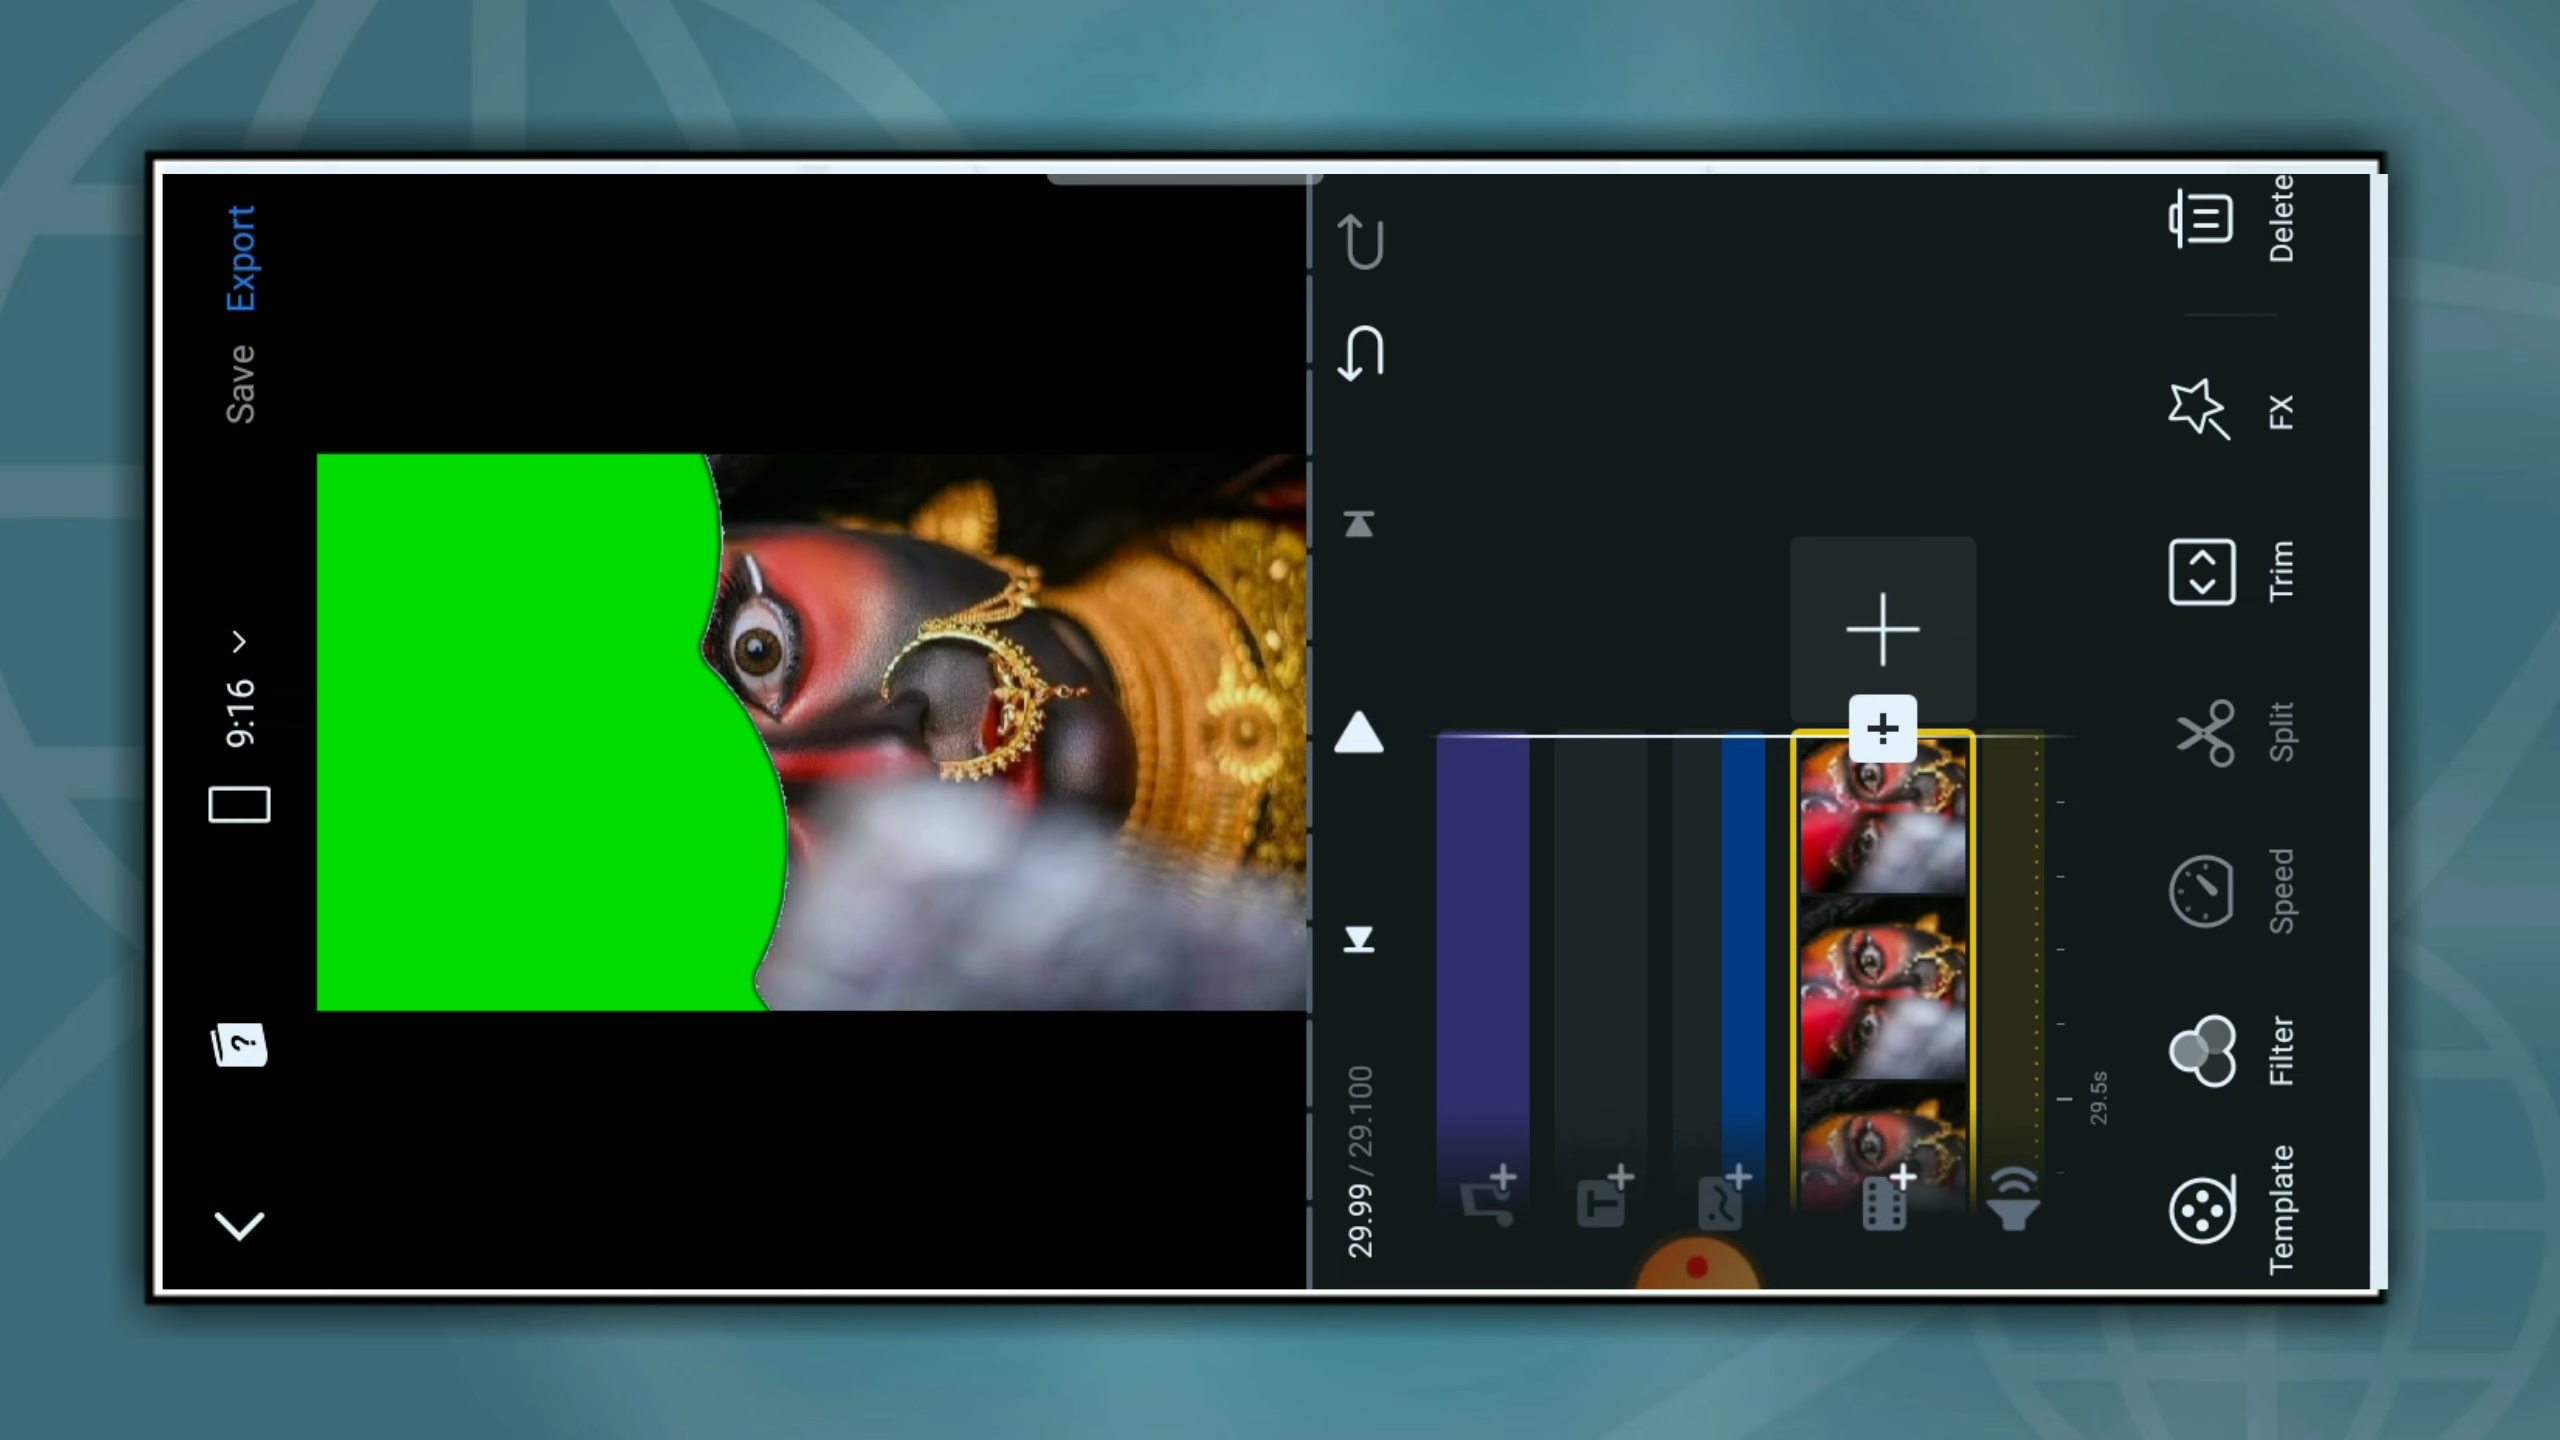 9:16
Save
Export
29.99 / 29.100
29.5s
Template
Filter
Speed
Split
Trim
FX
Delete